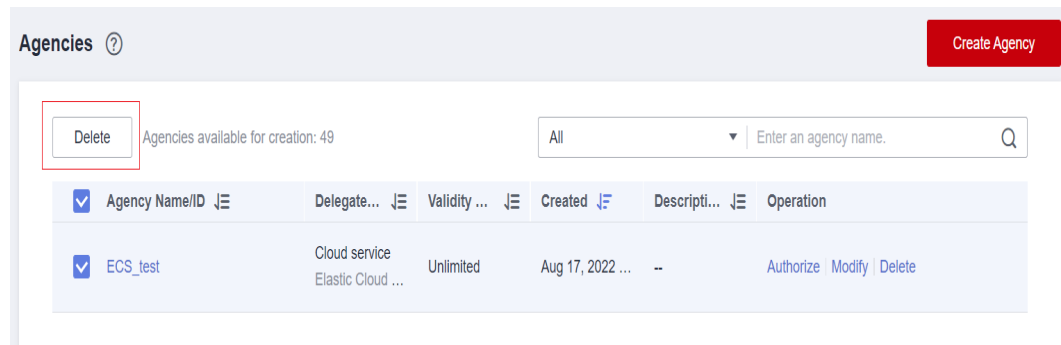 Agencies ?
Create Agency
Delete Agencies available for creation: 49 All Enter an agency name.
Agency Name/ID Delegate... Validity ... Created Descripti... Operation
Cloud service
ECS_test Unlimited Aug 17, 2022 ... -- Authorize | Modify | Delete
Elastic Cloud ...